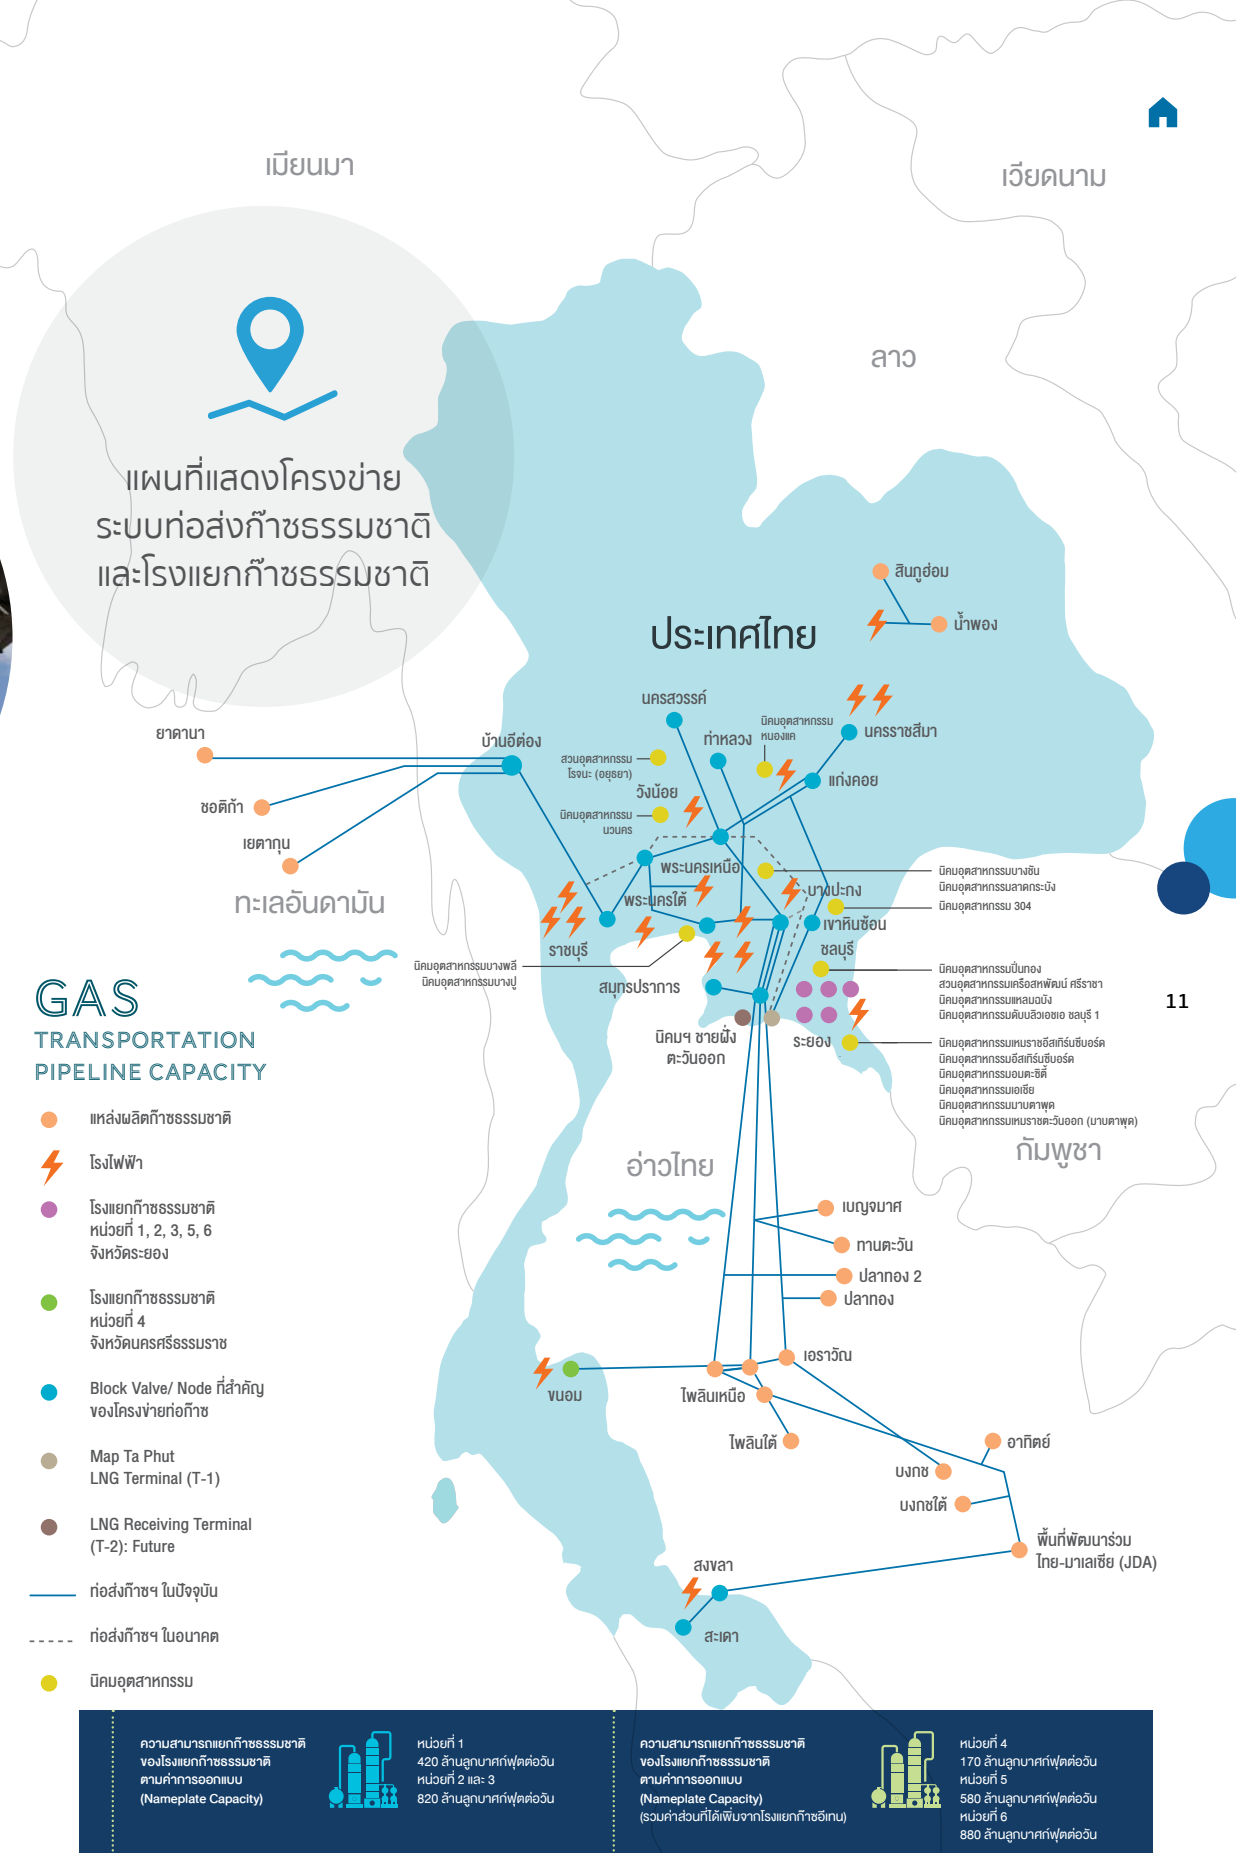 เมียนมา
เวียดนาม
ลาว
แผนที่แสดงโครงข่าย
ระบบท่อส่งก๊าซธรรมชาติ
และโรงแยกก๊าซธรรมชาติ
สินภูฮ่อม
น้ำพอง
ประเทศไทย
นครสวรรค์
นิคมอุตสาหกรรม
หนองแค
นครราชสีมา
ท่าหลวง
ยาดานา
บ้านอีต่อง
สวนอุตสาหกรรม
โรจนะ (อยุธยา)
แก่งคอย
วังน้อย
ซอติก้า
นิคมอุตสาหกรรม
นวนคร
เยตากุน
พระนครเหนือ
นิคมอุตสาหกรรมบางชัน
นิคมอุตสาหกรรมลาดกระบัง
นิคมอุตสาหกรรม 304
ทะเลอันดามัน
พระนครใต้
บางปะกง
เขาหินซ้อน
ราชบุรี
ชลบุรี
นิคมอุตสาหกรรมบางพลี
นิคมอุตสาหกรรมบางปู
สมุทรปราการ
นิคมอุตสาหกรรมปิ่นทอง
สวนอุตสาหกรรมเครือสหพัฒน์ ศรีราชา
นิคมอุตสาหกรรมแหลมฉบัง
นิคมอุตสาหกรรมดับบลิวเอชเอ ชลบุรี 1
11
นิคมฯ ชายฝั่ง
ตะวันออก
ระยอง
นิคมอุตสาหกรรมเหมราชอีสเทิร์นซีบอร์ด
นิคมอุตสาหกรรมอีสเทิร์นซีบอร์ด
นิคมอุตสาหกรรมอมตะซิตี้
นิคมอุตสาหกรรมเอเชีย
นิคมอุตสาหกรรมมาบตาพุด
นิคมอุตสาหกรรมเหมราชตะวันออก (มาบตาพุด)
กัมพูชา
อ่าวไทย
GAS
TRANSPORTATION
PIPELINE CAPACITY
แหล่งผลิตก๊าซธรรมชาติ
โรงไฟฟ้า
โรงแยกก๊าซธรรมชาติ
หน่วยที่ 1, 2, 3, 5, 6
จังหวัดระยอง
โรงแยกก๊าซธรรมชาติ
หน่วยที่ 4
จังหวัดนครศรีธรรมราช
Block Valve/ Node ที่สำคัญ
ของโครงข่ายท่อก๊าซ
Map Ta Phut
LNG Terminal (T-1)
LNG Receiving Terminal
(T-2): Future
ท่อส่งก๊าซฯ ในปัจจุบัน
ท่อส่งก๊าซฯ ในอนาคต
นิคมอุตสาหกรรม
เบญจมาศ
ทานตะวัน
ปลาทอง 2
ปลาทอง
เอราวัณ
ขนอม
ไพลินเหนือ
ไพลินใต้
อาทิตย์
บงกช
บงกชใต้
พื้นที่พัฒนาร่วม
ไทย-มาเลเซีย (JDA)
สงขลา
สะเดา
ความสามารถแยกก๊าซธรรมชาติ
ของโรงแยกก๊าซธรรมชาติ
ตามค่าการออกแบบ
(Nameplate Capacity)
หน่วยที่ 1
420 ล้านลูกบาศก์ฟุตต่อวัน
หน่วยที่ 2 และ 3
820 ล้านลูกบาศก์ฟุตต่อวัน
ความสามารถแยกก๊าซธรรมชาติ
ของโรงแยกก๊าซธรรมชาติ
ตามค่าการออกแบบ
(Nameplate Capacity)
(รวมค่าส่วนที่ได้เพิ่มจากโรงแยกก๊าซอีเทน)
หน่วยที่ 4
170 ล้านลูกบาศก์ฟุตต่อวัน
หน่วยที่ 5
580 ล้านลูกบาศก์ฟุตต่อวัน
หน่วยที่ 6
880 ล้านลูกบาศก์ฟุตต่อวัน